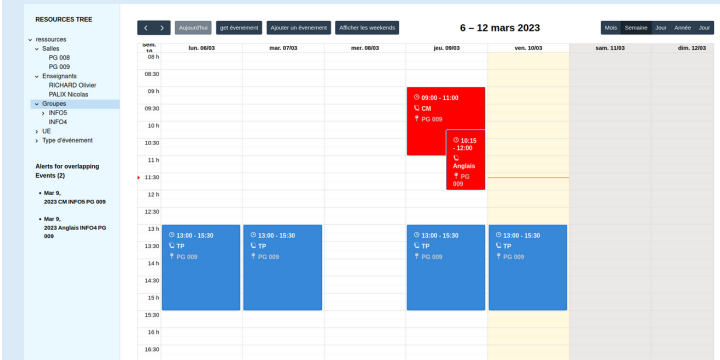 RESOURCES TREE
ressources
Salles
PG 008
PG 009
Enseignants
RICHARD Olivier
PALIX Nicolas
Groupes
INFO5
INFO4
UE
Type d'événement
Alerts for overlapping
Events (2)
Mar 9,
2023 CM INFO5 PG 009
Mar 9,
2023 Anglais INFO4 PG
009
Aujourd'hui
get événement
Ajouter un événement
Afficher les weekends
6 – 12 mars 2023
Mois
Semaine
Jour
Année
Jour
Sem.
10
lun. 06/03
mar. 07/03
mer. 08/03
jeu. 09/03
ven. 10/03
sam. 11/03
dim. 12/03
08 h
08:30
09 h
09:30
10 h
10:30
11 h
11:30
12 h
12:30
13 h
13:30
14 h
14:30
15 h
15:30
16 h
16:30
09:00 - 11:00
CM
PG 009
10:15
- 12:00
Anglais
PG
009
13:00 - 15:30
TP
PG 009
13:00 - 15:30
TP
PG 009
13:00 - 15:30
TP
PG 009
13:00 - 15:30
TP
PG 009